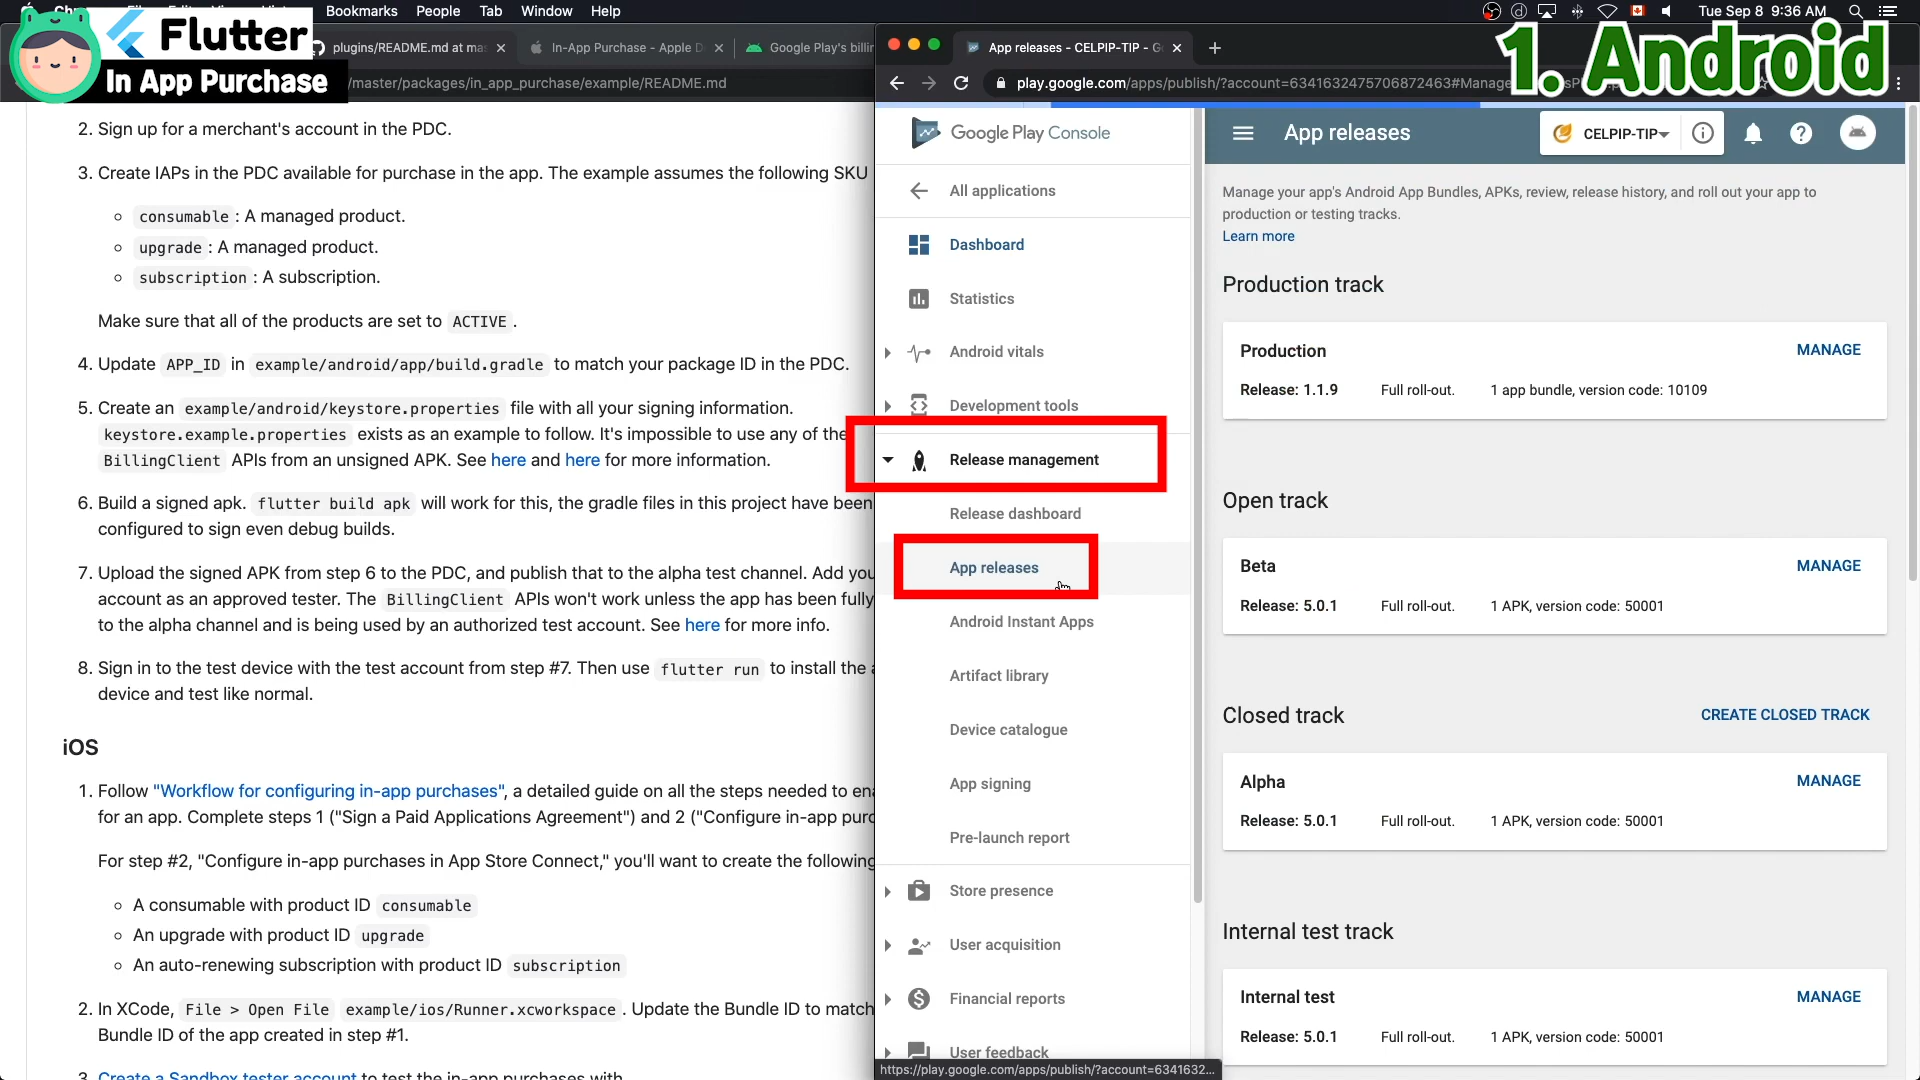 Bookmarks People Tab Window Help
Tue Sep 8 9:36 AM
Flutter
In App Purchase
1. Android
plugins/README.md at mas
In-App Purchase - Apple D
Google Play's billin
/master/packages/in_app_purchase/example/README.md
2. Sign up for a merchant's account in the PDC.
3. Create IAPs in the PDC available for purchase in the app. The example assumes the following SKU
consumable : A managed product.
upgrade : A managed product.
subscription : A subscription.
Make sure that all of the products are set to ACTIVE .
4. Update APP_ID in example/android/app/build.gradle to match your package ID in the PDC.
5. Create an example/android/keystore.properties file with all your signing information.
keystore.example.properties exists as an example to follow. It's impossible to use any of the
BillingClient APIs from an unsigned APK. See here and here for more information.
6. Build a signed apk. flutter build apk will work for this, the gradle files in this project have been
configured to sign even debug builds.
7. Upload the signed APK from step 6 to the PDC, and publish that to the alpha test channel. Add you
account as an approved tester. The BillingClient APIs won't work unless the app has been fully
to the alpha channel and is being used by an authorized test account. See here for more info.
8. Sign in to the test device with the test account from step #7. Then use flutter run to install the a
device and test like normal.
iOS
1. Follow "Workflow for configuring in-app purchases", a detailed guide on all the steps needed to ena
for an app. Complete steps 1 ("Sign a Paid Applications Agreement") and 2 ("Configure in-app purc
For step #2, "Configure in-app purchases in App Store Connect," you'll want to create the following
A consumable with product ID consumable
An upgrade with product ID upgrade
An auto-renewing subscription with product ID subscription
2. In XCode, File > Open File example/ios/Runner.xcworkspace . Update the Bundle ID to match
Bundle ID of the app created in step #1.
3. Create a Sandbox tester account to test the in-app purchases with
App releases - CELPIP-TIP - Go
play.google.com/apps/publish/?account=6341632475706872463#Manage
Google Play Console
All applications
Dashboard
Statistics
Android vitals
Development tools
Release management
Release dashboard
App releases
Android Instant Apps
Artifact library
Device catalogue
App signing
Pre-launch report
Store presence
User acquisition
Financial reports
User feedback
https://play.google.com/apps/publish/?account=6341632...
App releases
CELPIP-TIP
Manage your app's Android App Bundles, APKs, review, release history, and roll out your app to
production or testing tracks.
Learn more
Production track
Production MANAGE
Release: 1.1.9 Full roll-out. 1 app bundle, version code: 10109
Open track
Beta MANAGE
Release: 5.0.1 Full roll-out. 1 APK, version code: 50001
Closed track CREATE CLOSED TRACK
Alpha MANAGE
Release: 5.0.1 Full roll-out. 1 APK, version code: 50001
Internal test track
Internal test MANAGE
Release: 5.0.1 Full roll-out. 1 APK, version code: 50001